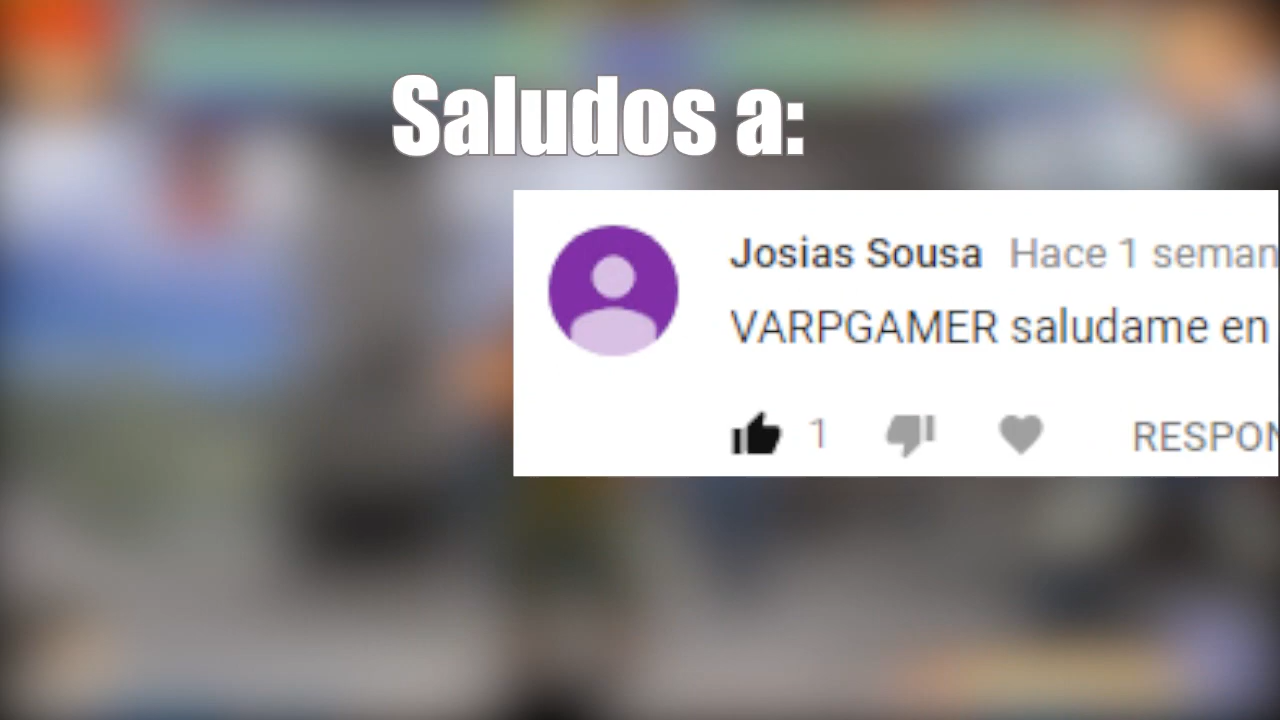 Saludos a:
Josias Sousa Hace 1 seman
VARPGAMER saludame en
1
RESPON